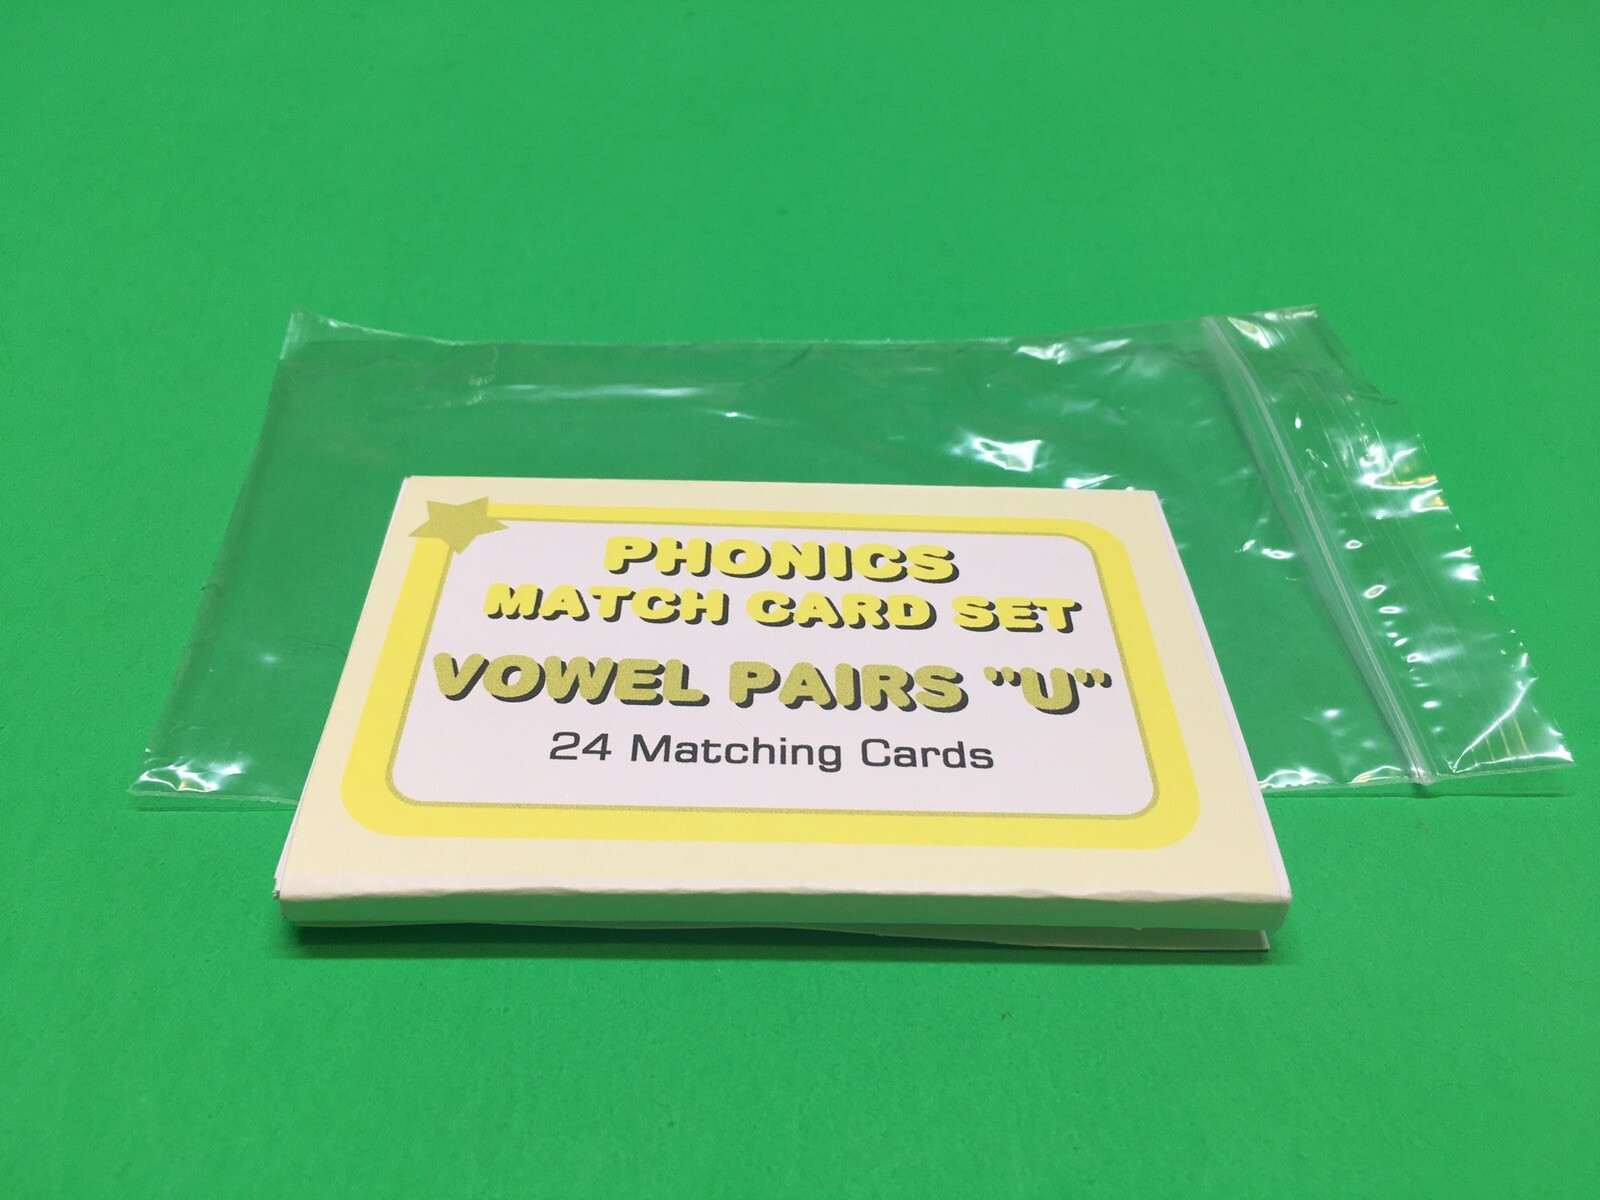 PHONICS
MATCH CARD SET
VOWEL PAIRS "U"
24 Matching Cards